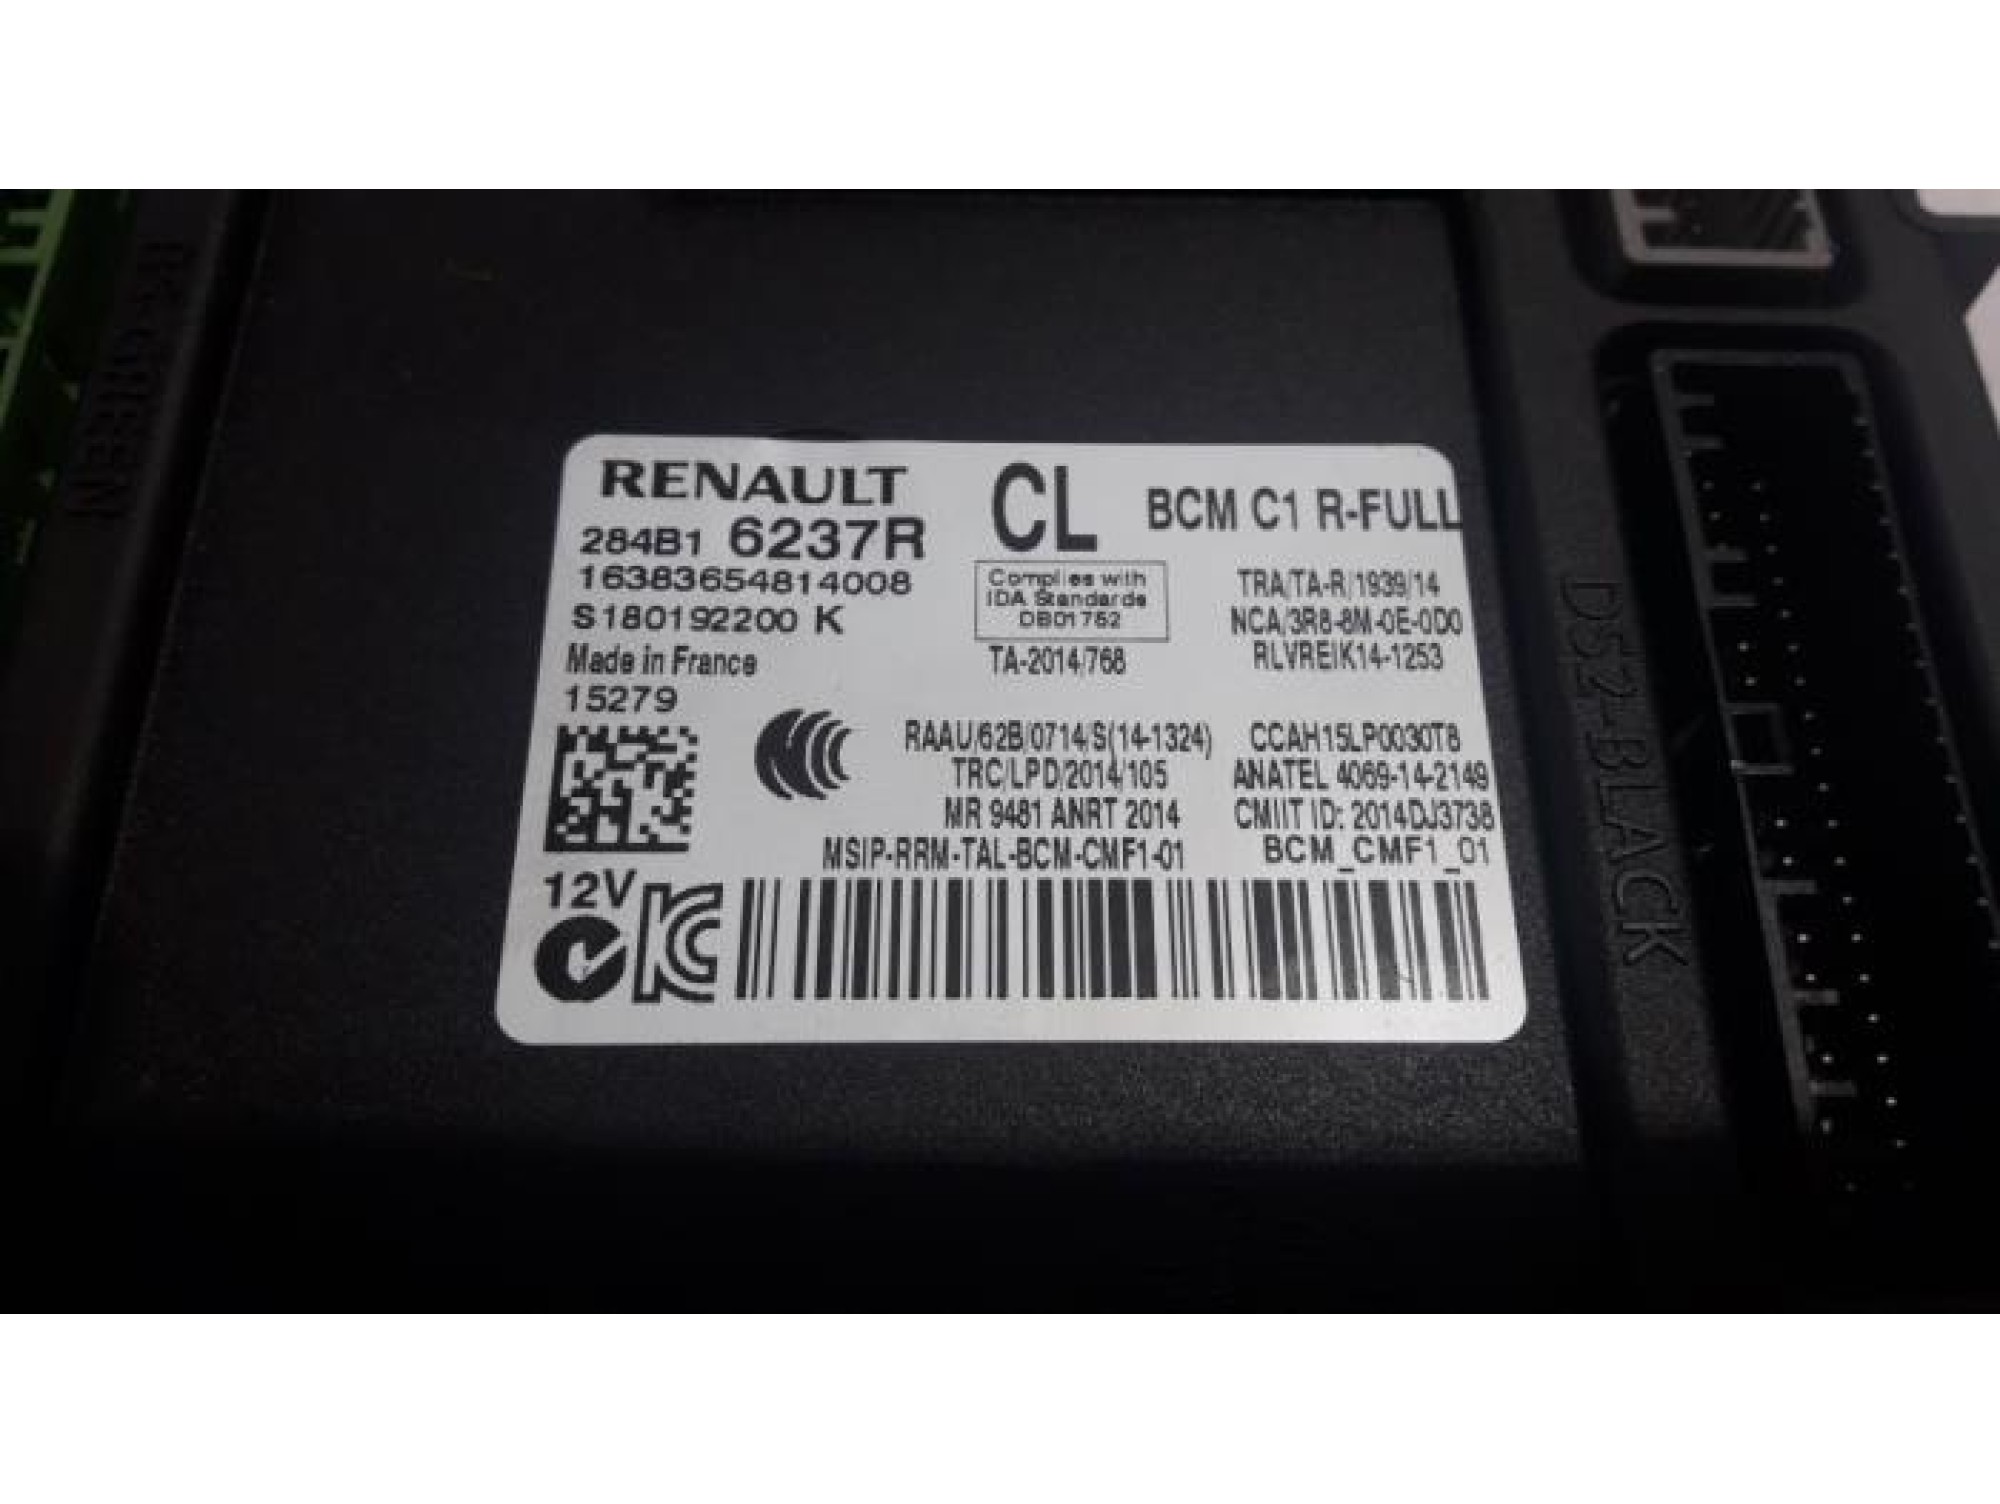 RENAULT
284B1 6237R
16383654814008
S180192200 K
Made in France
15279
CL
BCM C1 R-FULL
Complies with
IDA Standards
DB01752
TA-2014/768
TRA/TA-R/1939/14
NCA/3R8-8M-0E-0D0
RLVREIK14-1253
RAAU/62B/0714/S(14-1324)
TRC/LPD/2014/105
MR 9481 ANRT 2014
MSIP-RRM-TAL-BCM-CMF1-01
CCAH15LP0030T8
ANATEL 4069-14-2149
CMIIT ID: 2014DJ3738
BCM_CMF1_01
12V
DS2-BLACK
GREEN